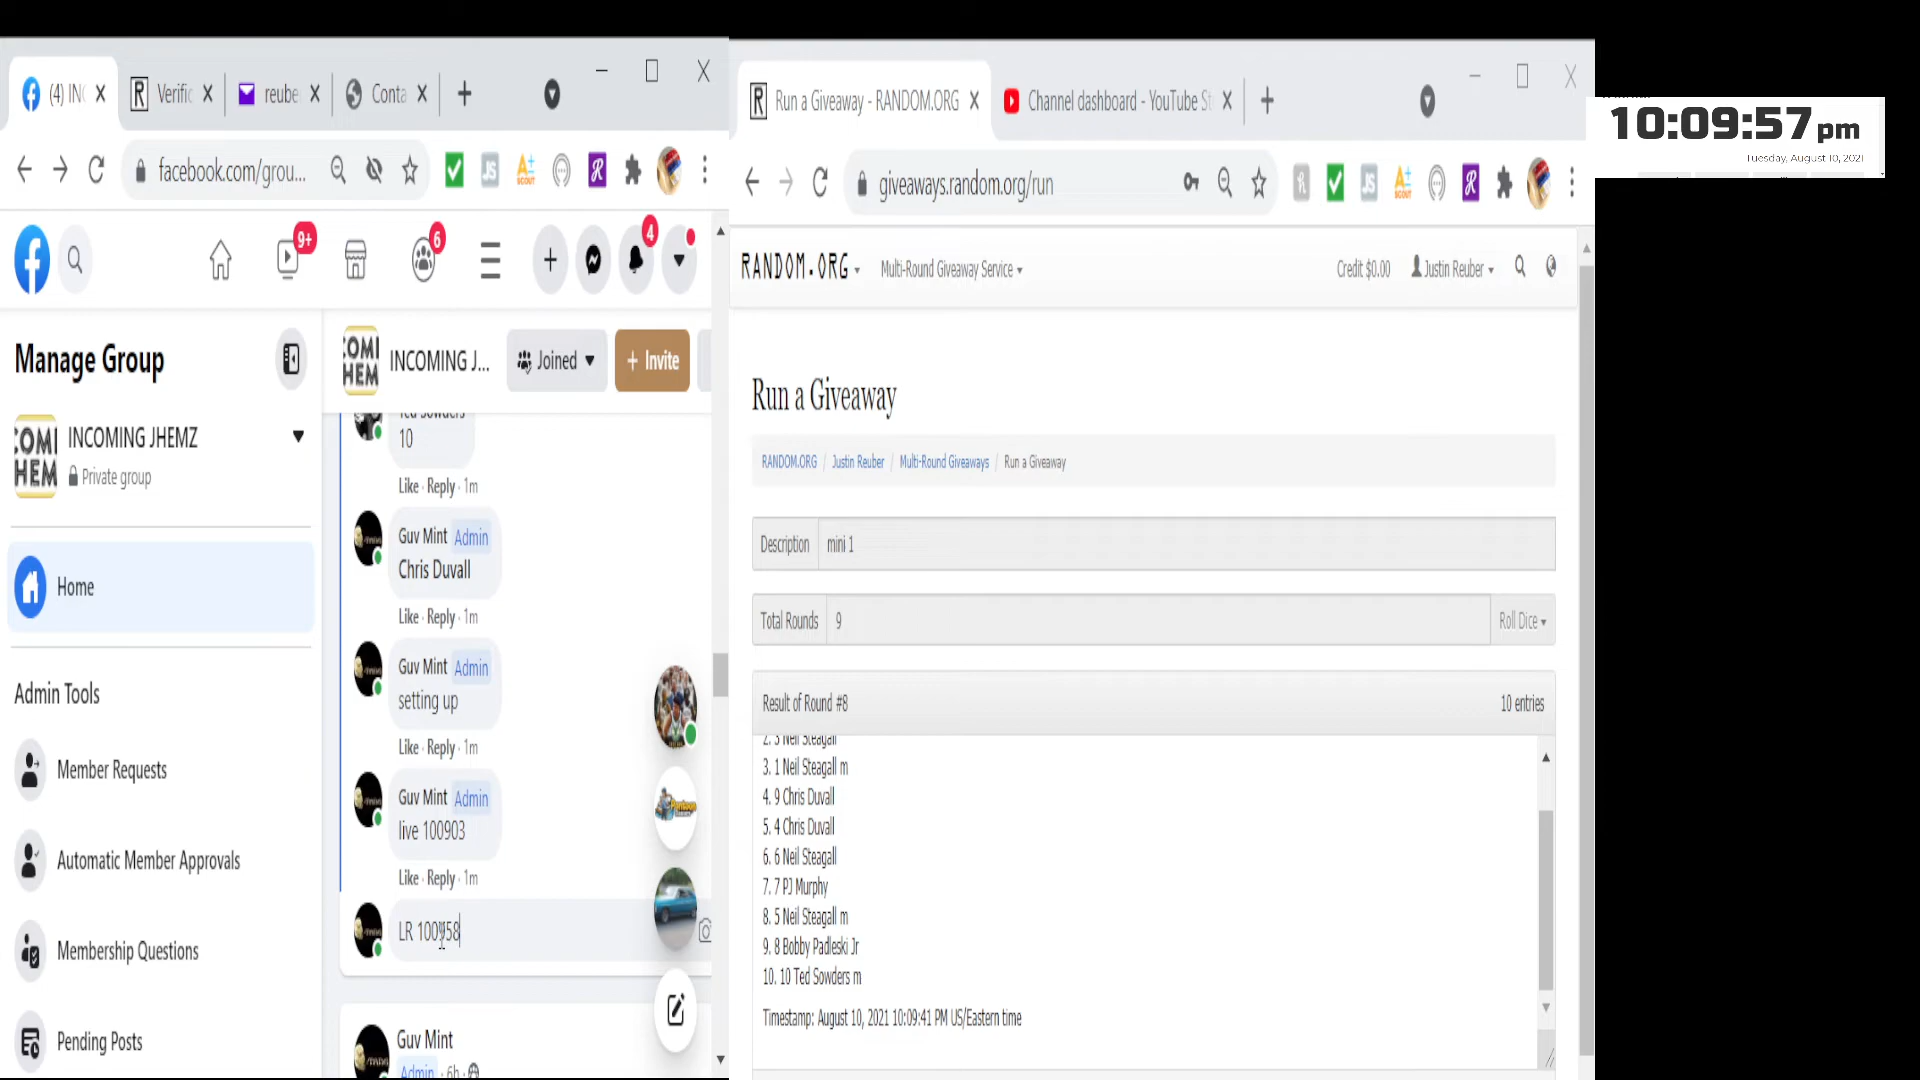 (4) IN
Verific
reube
Conta
facebook.com/grou...
9+
6
4
Manage Group
INCOMING JHEMZ
Private group
Home
Admin Tools
Member Requests
Automatic Member Approvals
Membership Questions
Pending Posts
INCOMING J...
Joined
+ Invite
Ted Sowders
10
Like · Reply · 1m
Guv Mint Admin
Chris Duvall
Like · Reply · 1m
Guv Mint Admin
setting up
Like · Reply · 1m
Guv Mint Admin
live 100903
Like · Reply · 1m
LR 100958
Guv Mint
Admin · 6h ·
Run a Giveaway - RANDOM.ORG
Channel dashboard - YouTube St
giveaways.random.org/run
RANDOM.ORG
Multi-Round Giveaway Service
Credit $0.00
Justin Reuber
Run a Giveaway
RANDOM.ORG / Justin Reuber / Multi-Round Giveaways / Run a Giveaway
Description mini 1
Total Rounds 9 Roll Dice
Result of Round #8 10 entries
2. 3 Neil Steagall
3. 1 Neil Steagall m
4. 9 Chris Duvall
5. 4 Chris Duvall
6. 6 Neil Steagall
7. 7 PJ Murphy
8. 5 Neil Steagall m
9. 8 Bobby Padleski Jr
10. 10 Ted Sowders m
Timestamp: August 10, 2021 10:09:41 PM US/Eastern time
10:09:57 pm
Tuesday, August 10, 2021